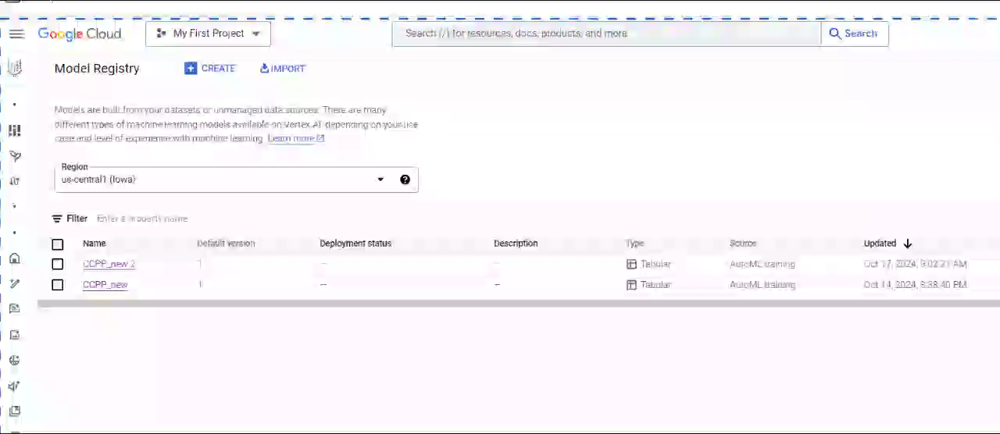 Google Cloud My First Project Search (/) for resources, docs, products, and more Search
Model Registry CREATE IMPORT
Models are built from your datasets or unmanaged data sources. There are many
different types of machine learning models available on Vertex AI depending on your use
case and level of experience with machine learning. Learn more
Region
us-central1 (Iowa)
Filter Enter a property name
Name Default version Deployment status Description Type Source Updated
CCPP_new 2 1 — — Tabular AutoML training Oct 17, 2024, 9:02:21 AM
CCPP_new 1 — — Tabular AutoML training Oct 14, 2024, 8:38:40 PM